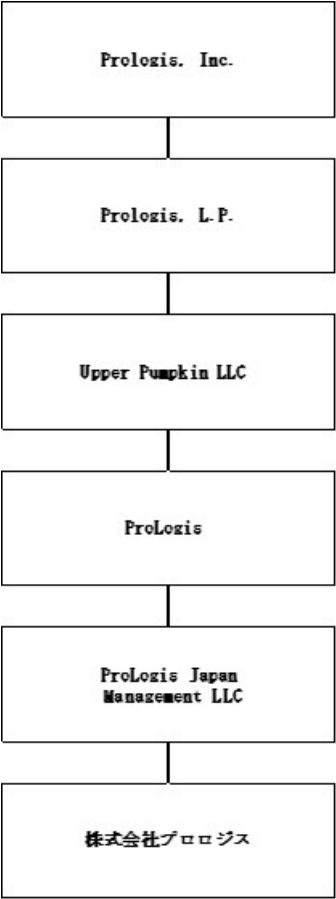 Prologis, Inc.
Prologis, L.P.
Upper Pumpkin LLC
ProLogis
ProLogis Japan
Management LLC
株式会社プロロジス